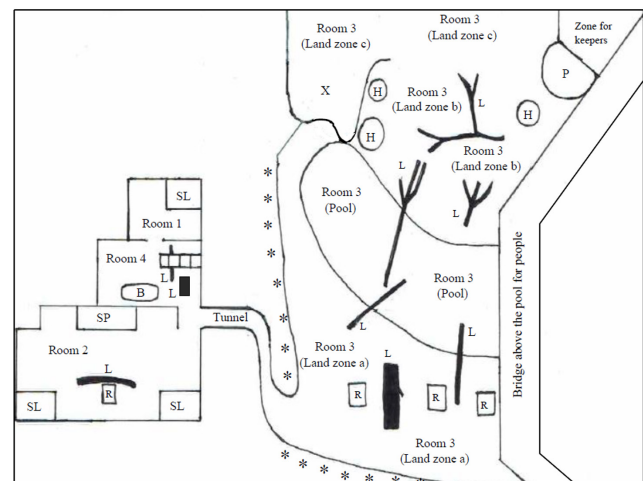 Room 3
(Land zone c)
Room 3
(Land zone c)
Zone for
keepers
P
X
H
Room 3
(Land zone b)
L
H
H
Room 3
(Land zone b)
L
Room 3
(Pool)
L
SL
Room 1
Room 4
L
L
B
Room 3
(Pool)
Bridge above the pool for people
SP
Tunnel
L
L
Room 2
Room 3
(Land zone a)
L
L
R
R
R
R
SL
SL
Room 3
(Land zone a)
* * * * * * * *
* * * * * * * *